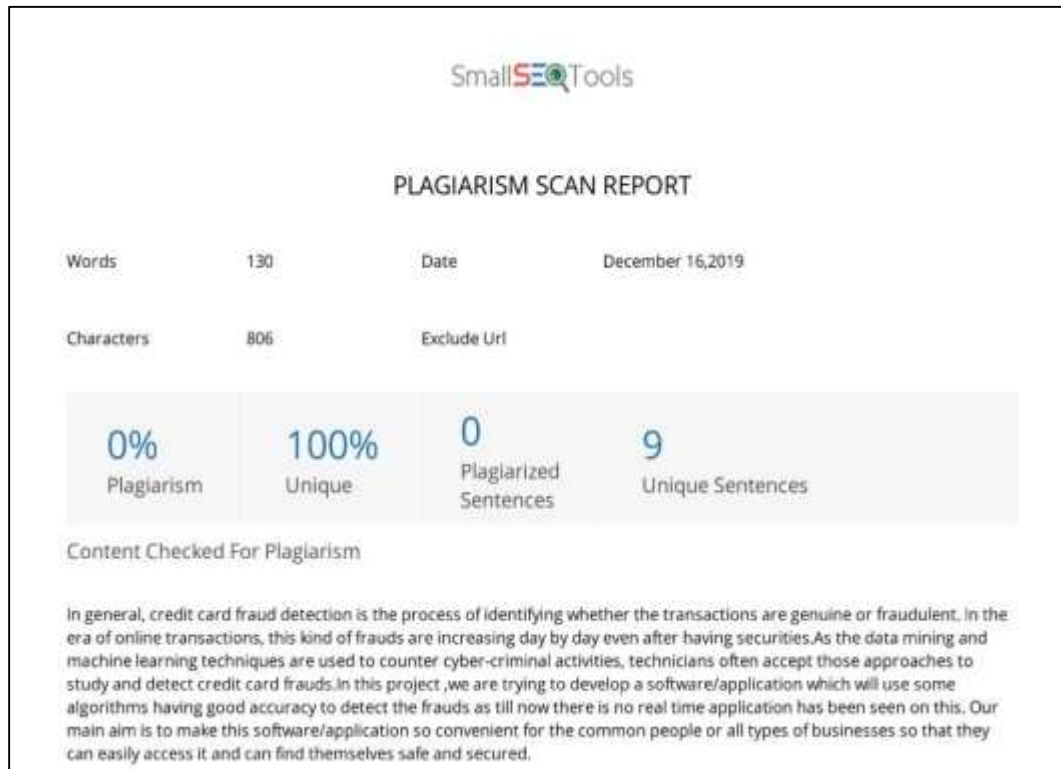 SmallSEOTools
PLAGIARISM SCAN REPORT
Words 130 Date December 16,2019
Characters 806 Exclude Url
0% 100% 0 9
Plagiarism Unique Plagiarized Sentences Unique Sentences
Content Checked For Plagiarism
In general, credit card fraud detection is the process of identifying whether the transactions are genuine or fraudulent. In the
era of online transactions, this kind of frauds are increasing day by day even after having securities.As the data mining and
machine learning techniques are used to counter cyber-criminal activities, technicians often accept those approaches to
study and detect credit card frauds.In this project ,we are trying to develop a software/application which will use some
algorithms having good accuracy to detect the frauds as till now there is no real time application has been seen on this. Our
main aim is to make this software/application so convenient for the common people or all types of businesses so that they
can easily access it and can find themselves safe and secured.